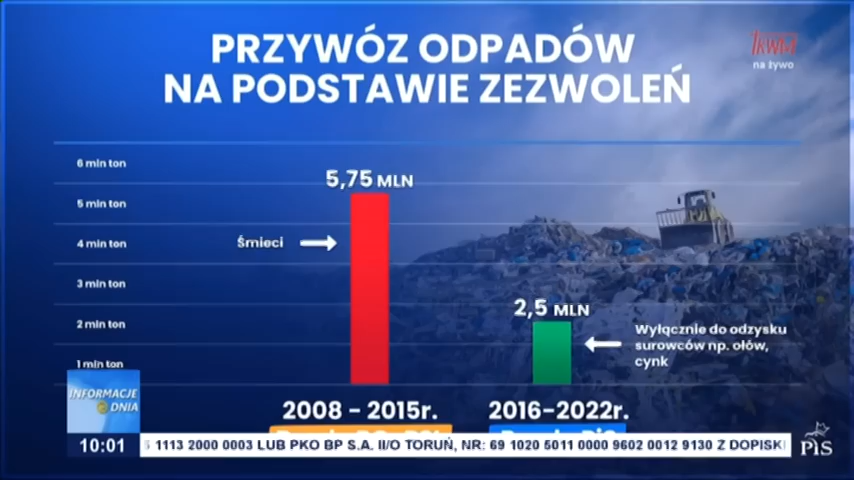 PRZYWÓZ ODPADÓW
NA PODSTAWIE ZEZWOLEŃ
na żywo
6 mln ton
5,75 MLN
5 mln ton
Śmieci
4 mln ton
3 mln ton
2,5 MLN
2 mln ton
Wyłącznie do odzysku
surowców np. ołów,
cynk
1 mln ton
INFORMACJE
DNIA
2008 - 2015r.
2016-2022r.
10:01
1113 2000 0003 LUB PKO BP S.A. II/O TORUŃ, NR: 69 1020 5011 0000 9602 0012 9130 Z DOPISKI
PiS